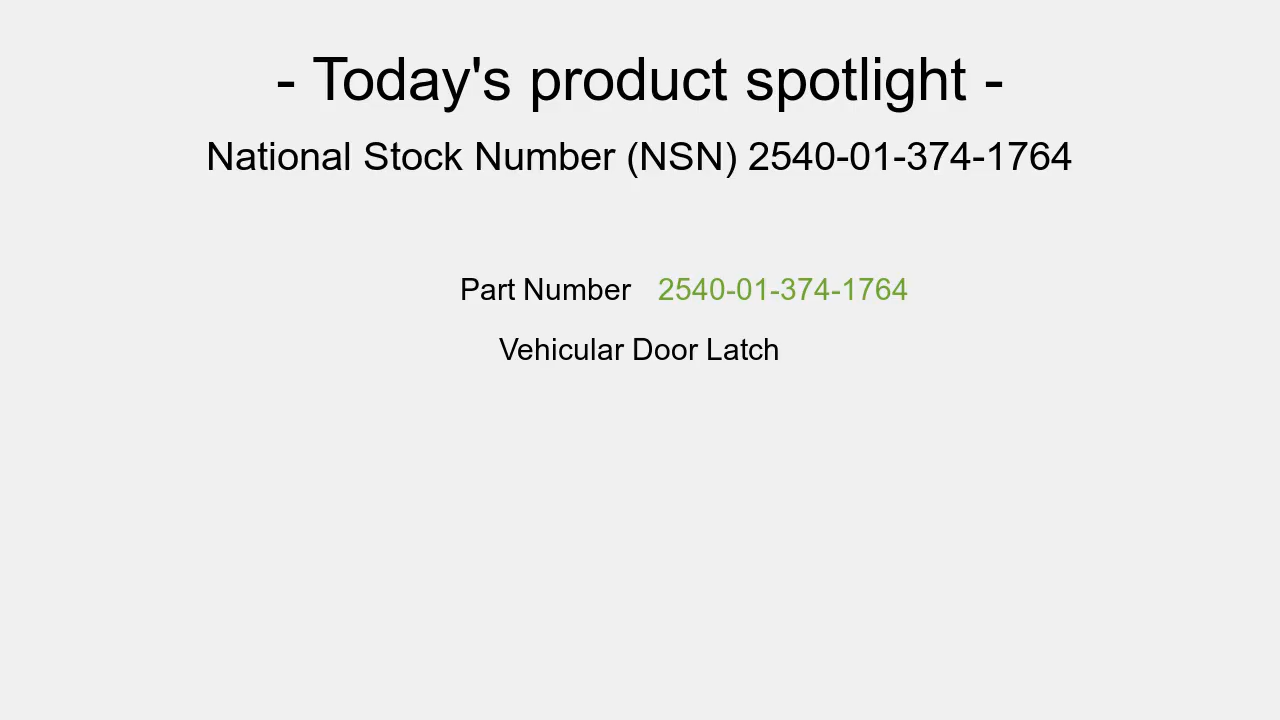 - Today's product spotlight -
National Stock Number (NSN) 2540-01-374-1764
Part Number 2540-01-374-1764
Vehicular Door Latch